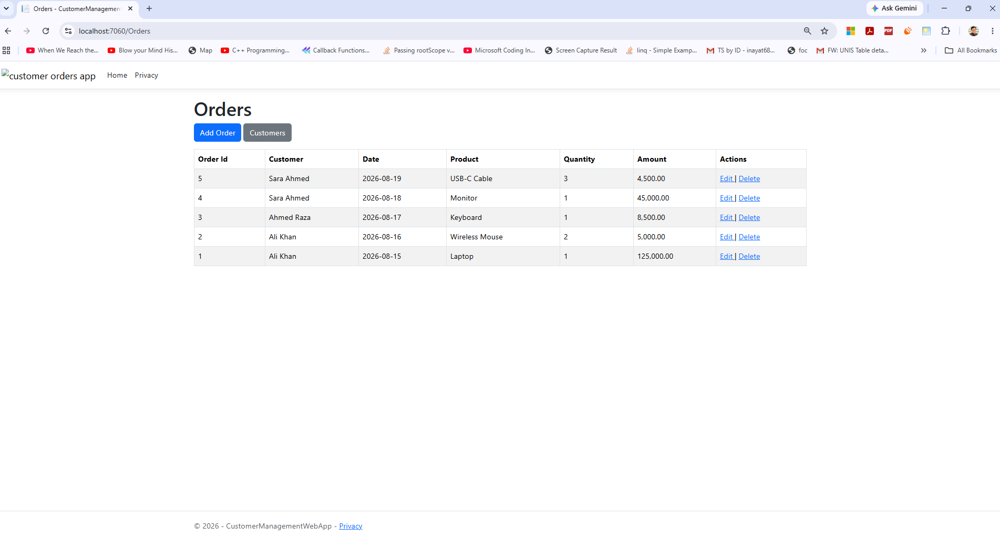 Orders - CustomerManagement
Ask Gemini
localhost:7060/Orders
When We Reach the... Blow your Mind His... Map C++ Programming... Callback Functions... Passing rootScope v... Microsoft Coding In... Screen Capture Result linq - Simple Examp... TS by ID - inayat68... foc FW: UNIS Table deta... All Bookmarks
customer orders app Home Privacy
Orders
Add Order Customers
Order Id Customer Date Product Quantity Amount Actions
5 Sara Ahmed 2026-08-19 USB-C Cable 3 4,500.00 Edit | Delete
4 Sara Ahmed 2026-08-18 Monitor 1 45,000.00 Edit | Delete
3 Ahmed Raza 2026-08-17 Keyboard 1 8,500.00 Edit | Delete
2 Ali Khan 2026-08-16 Wireless Mouse 2 5,000.00 Edit | Delete
1 Ali Khan 2026-08-15 Laptop 1 125,000.00 Edit | Delete
© 2026 - CustomerManagementWebApp - Privacy